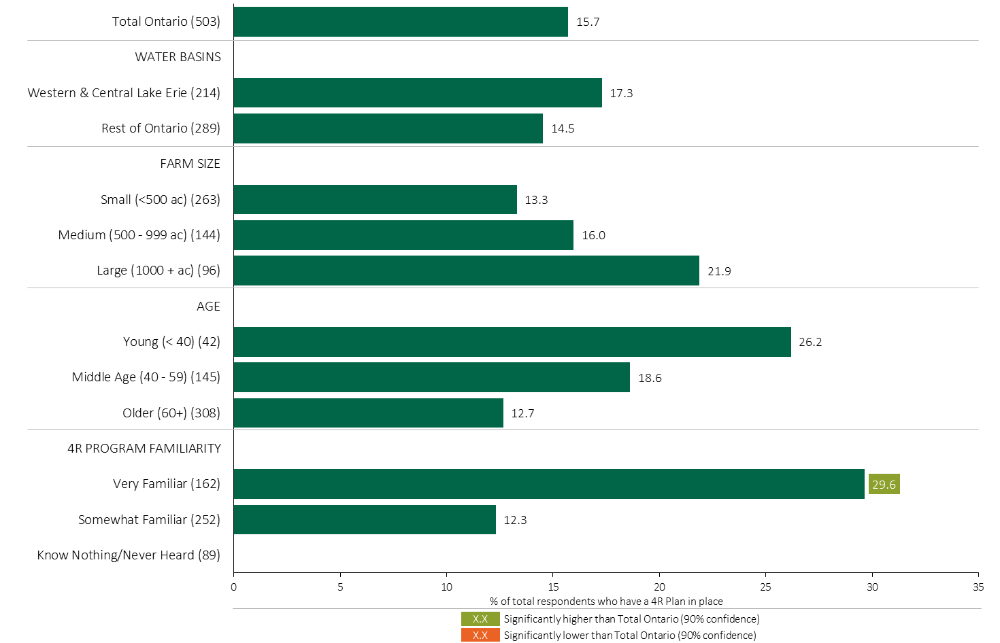 Total Ontario (503) 15.7
WATER BASINS
Western & Central Lake Erie (214) 17.3
Rest of Ontario (289) 14.5
FARM SIZE
Small (<500 ac) (263) 13.3
Medium (500 - 999 ac) (144) 16.0
Large (1000 + ac) (96) 21.9
AGE
Young (< 40) (42) 26.2
Middle Age (40 - 59) (145) 18.6
Older (60+) (308) 12.7
4R PROGRAM FAMILIARITY
Very Familiar (162) 29.6
Somewhat Familiar (252) 12.3
Know Nothing/Never Heard (89)
0 5 10 15 20 25 30 35
% of total respondents who have a 4R Plan in place
X.X Significantly higher than Total Ontario (90% confidence)
X.X Significantly lower than Total Ontario (90% confidence)